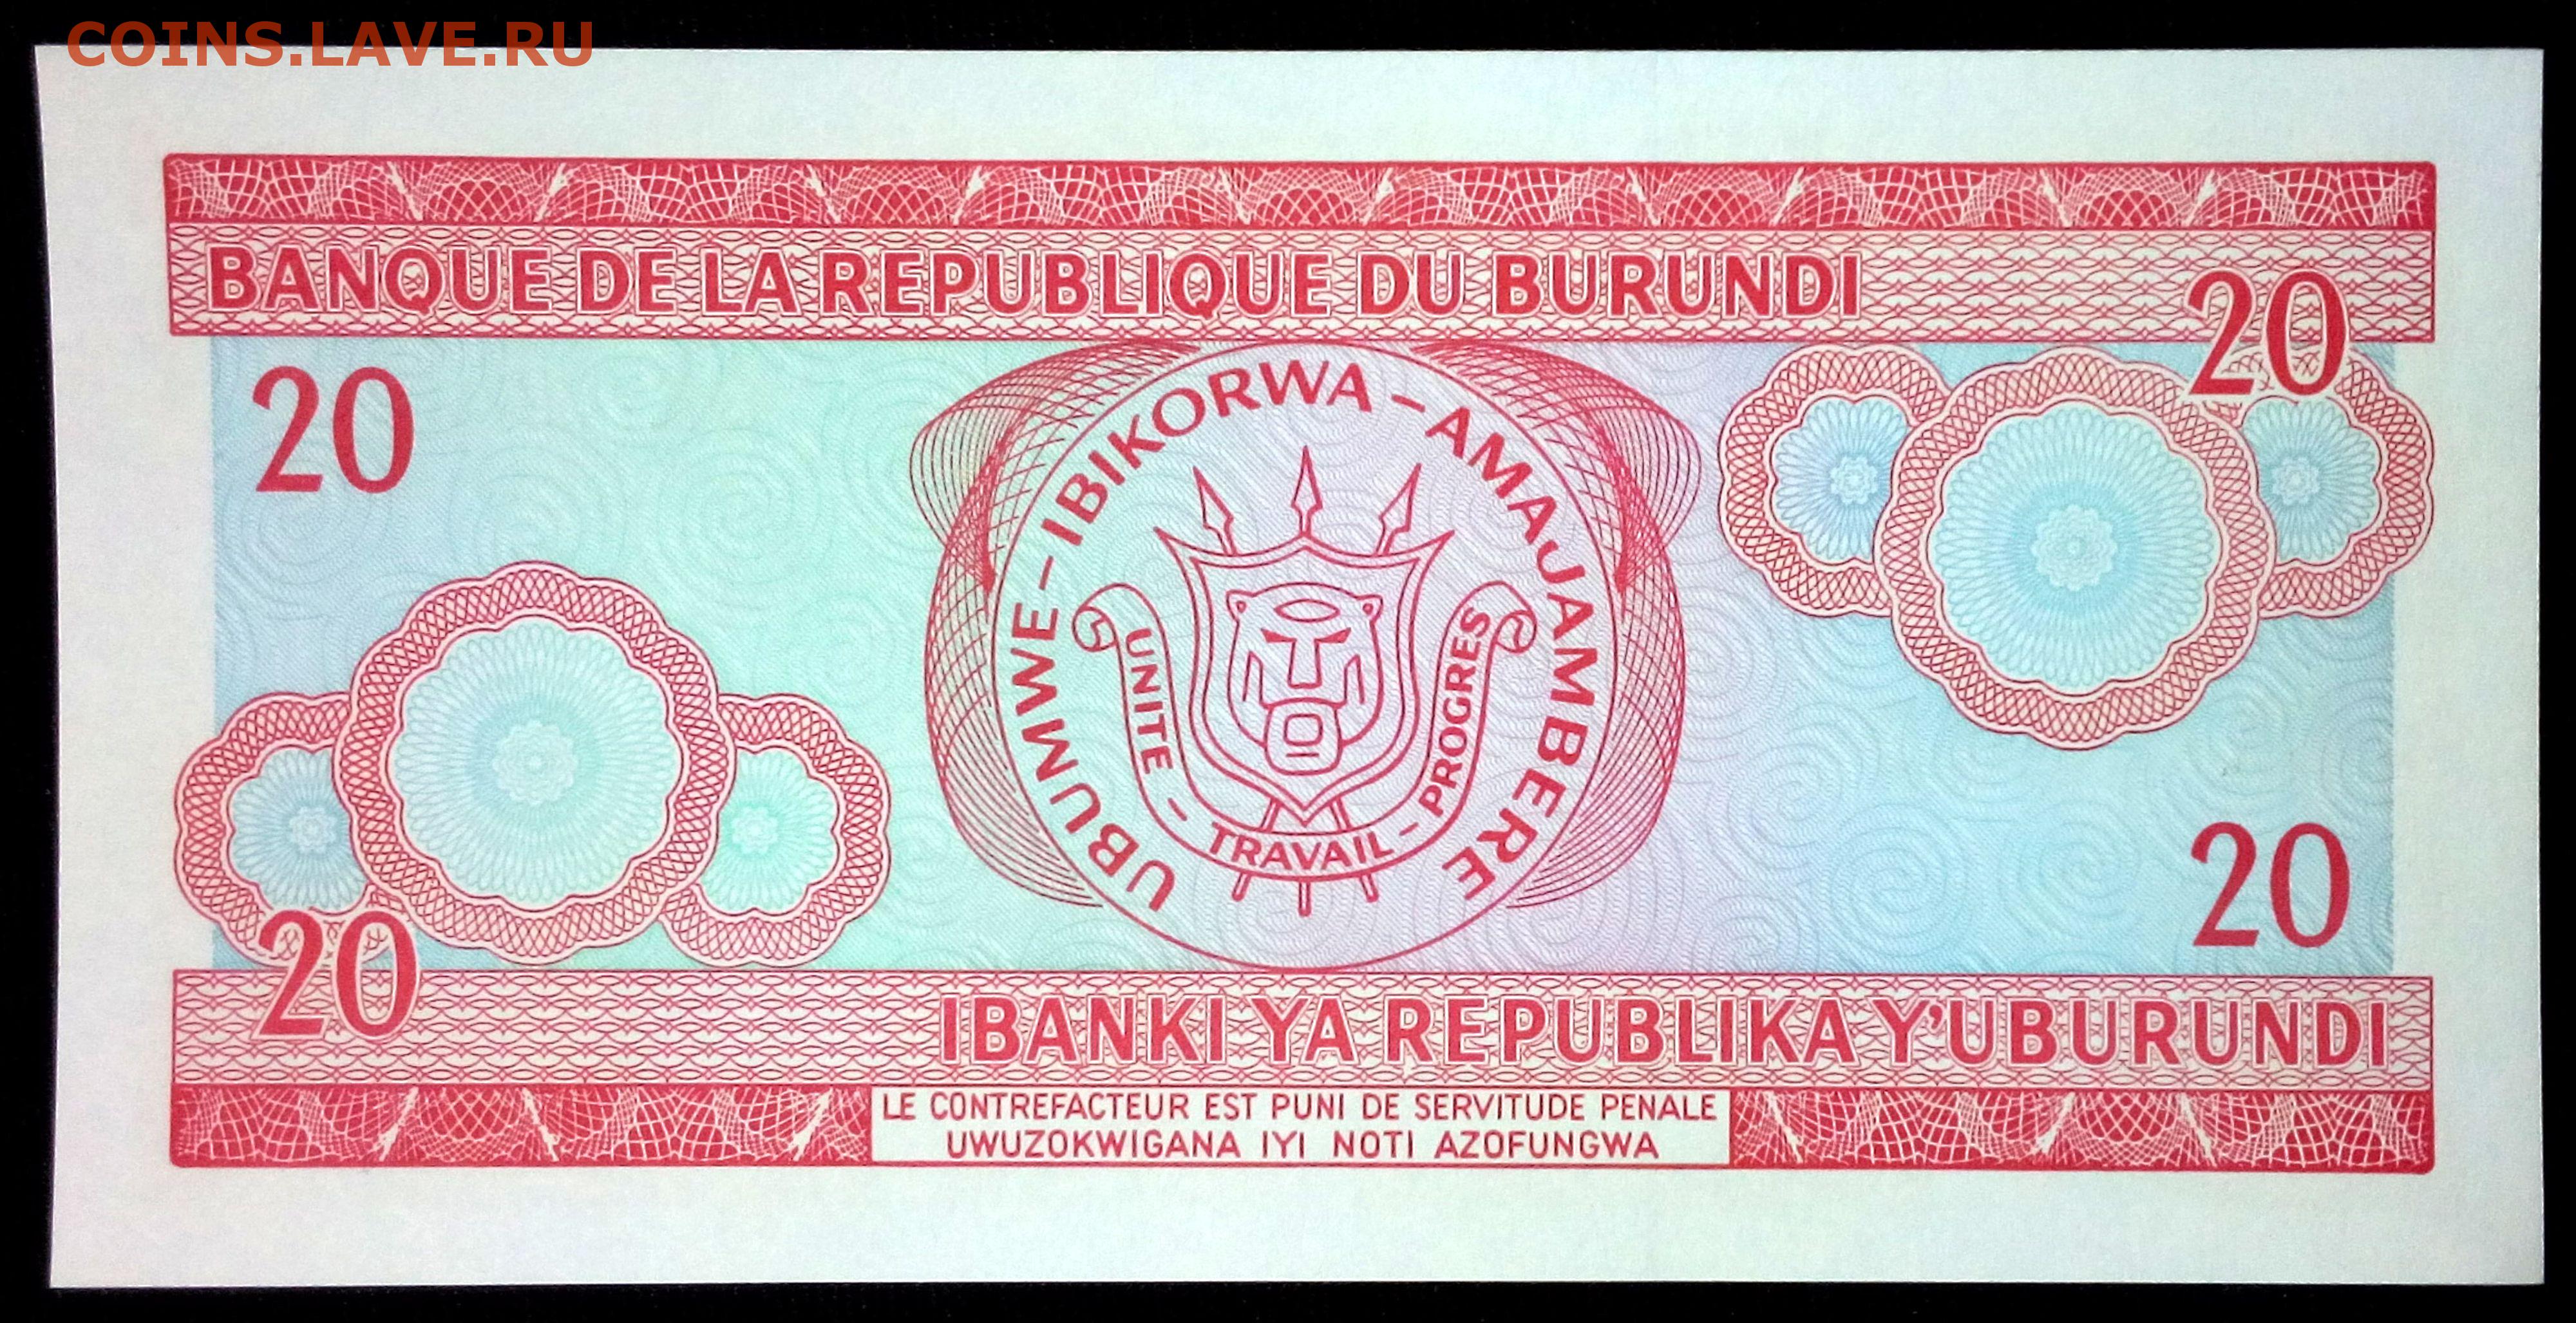 COINS.LAVE.RU
BANQUE DE LA REPUBLIQUE DU BURUNDI
20
20
UBUMWE – IBIKORWA – AMAJAMBERE
UNITE – TRAVAIL – PROGRES
20
20
IBANKI YA REPUBLIKA Y'UBURUNDI
LE CONTREFACTEUR EST PUNI DE SERVITUDE PENALE
UWUZOKWIGANA IYI NOTI AZOFUNGWA